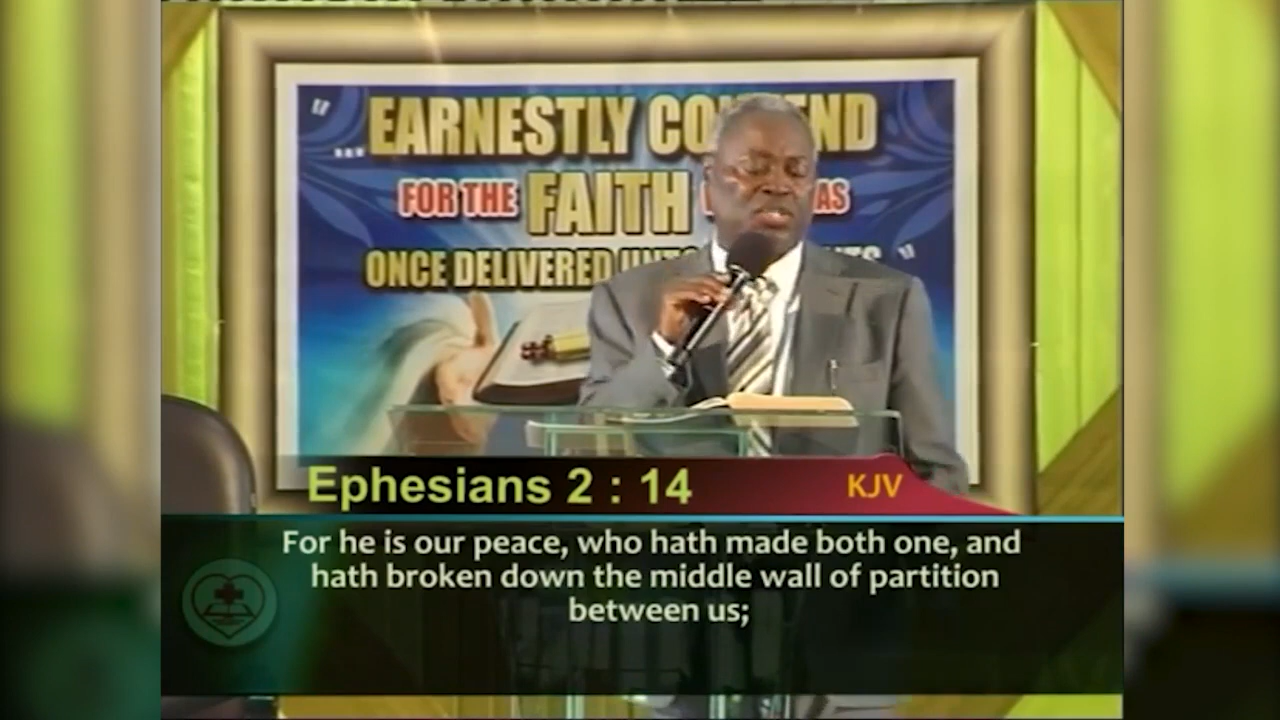 "
...EARNESTLY CO END
FOR THE FAITH AS
ONCE DELIVERED
"
Ephesians 2 : 14
KJV
For he is our peace, who hath made both one, and
hath broken down the middle wall of partition
between us;